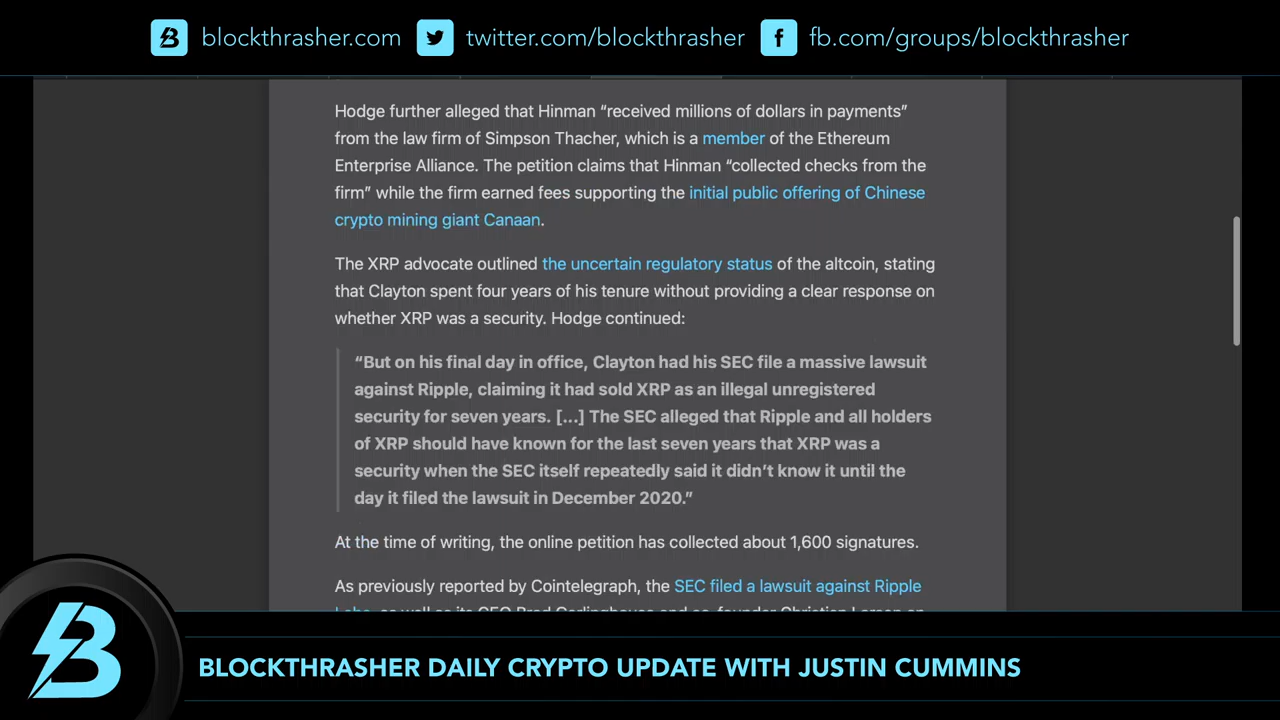 blockthrasher.com twitter.com/blockthrasher fb.com/groups/blockthrasher
Hodge further alleged that Hinman “received millions of dollars in payments”
from the law firm of Simpson Thacher, which is a member of the Ethereum
Enterprise Alliance. The petition claims that Hinman “collected checks from the
firm” while the firm earned fees supporting the initial public offering of Chinese
crypto mining giant Canaan.
The XRP advocate outlined the uncertain regulatory status of the altcoin, stating
that Clayton spent four years of his tenure without providing a clear response on
whether XRP was a security. Hodge continued:
“But on his final day in office, Clayton had his SEC file a massive lawsuit
against Ripple, claiming it had sold XRP as an illegal unregistered
security for seven years. [...] The SEC alleged that Ripple and all holders
of XRP should have known for the last seven years that XRP was a
security when the SEC itself repeatedly said it didn’t know it until the
day it filed the lawsuit in December 2020.”
At the time of writing, the online petition has collected about 1,600 signatures.
As previously reported by Cointelegraph, the SEC filed a lawsuit against Ripple
BLOCKTHRASHER DAILY CRYPTO UPDATE WITH JUSTIN CUMMINS